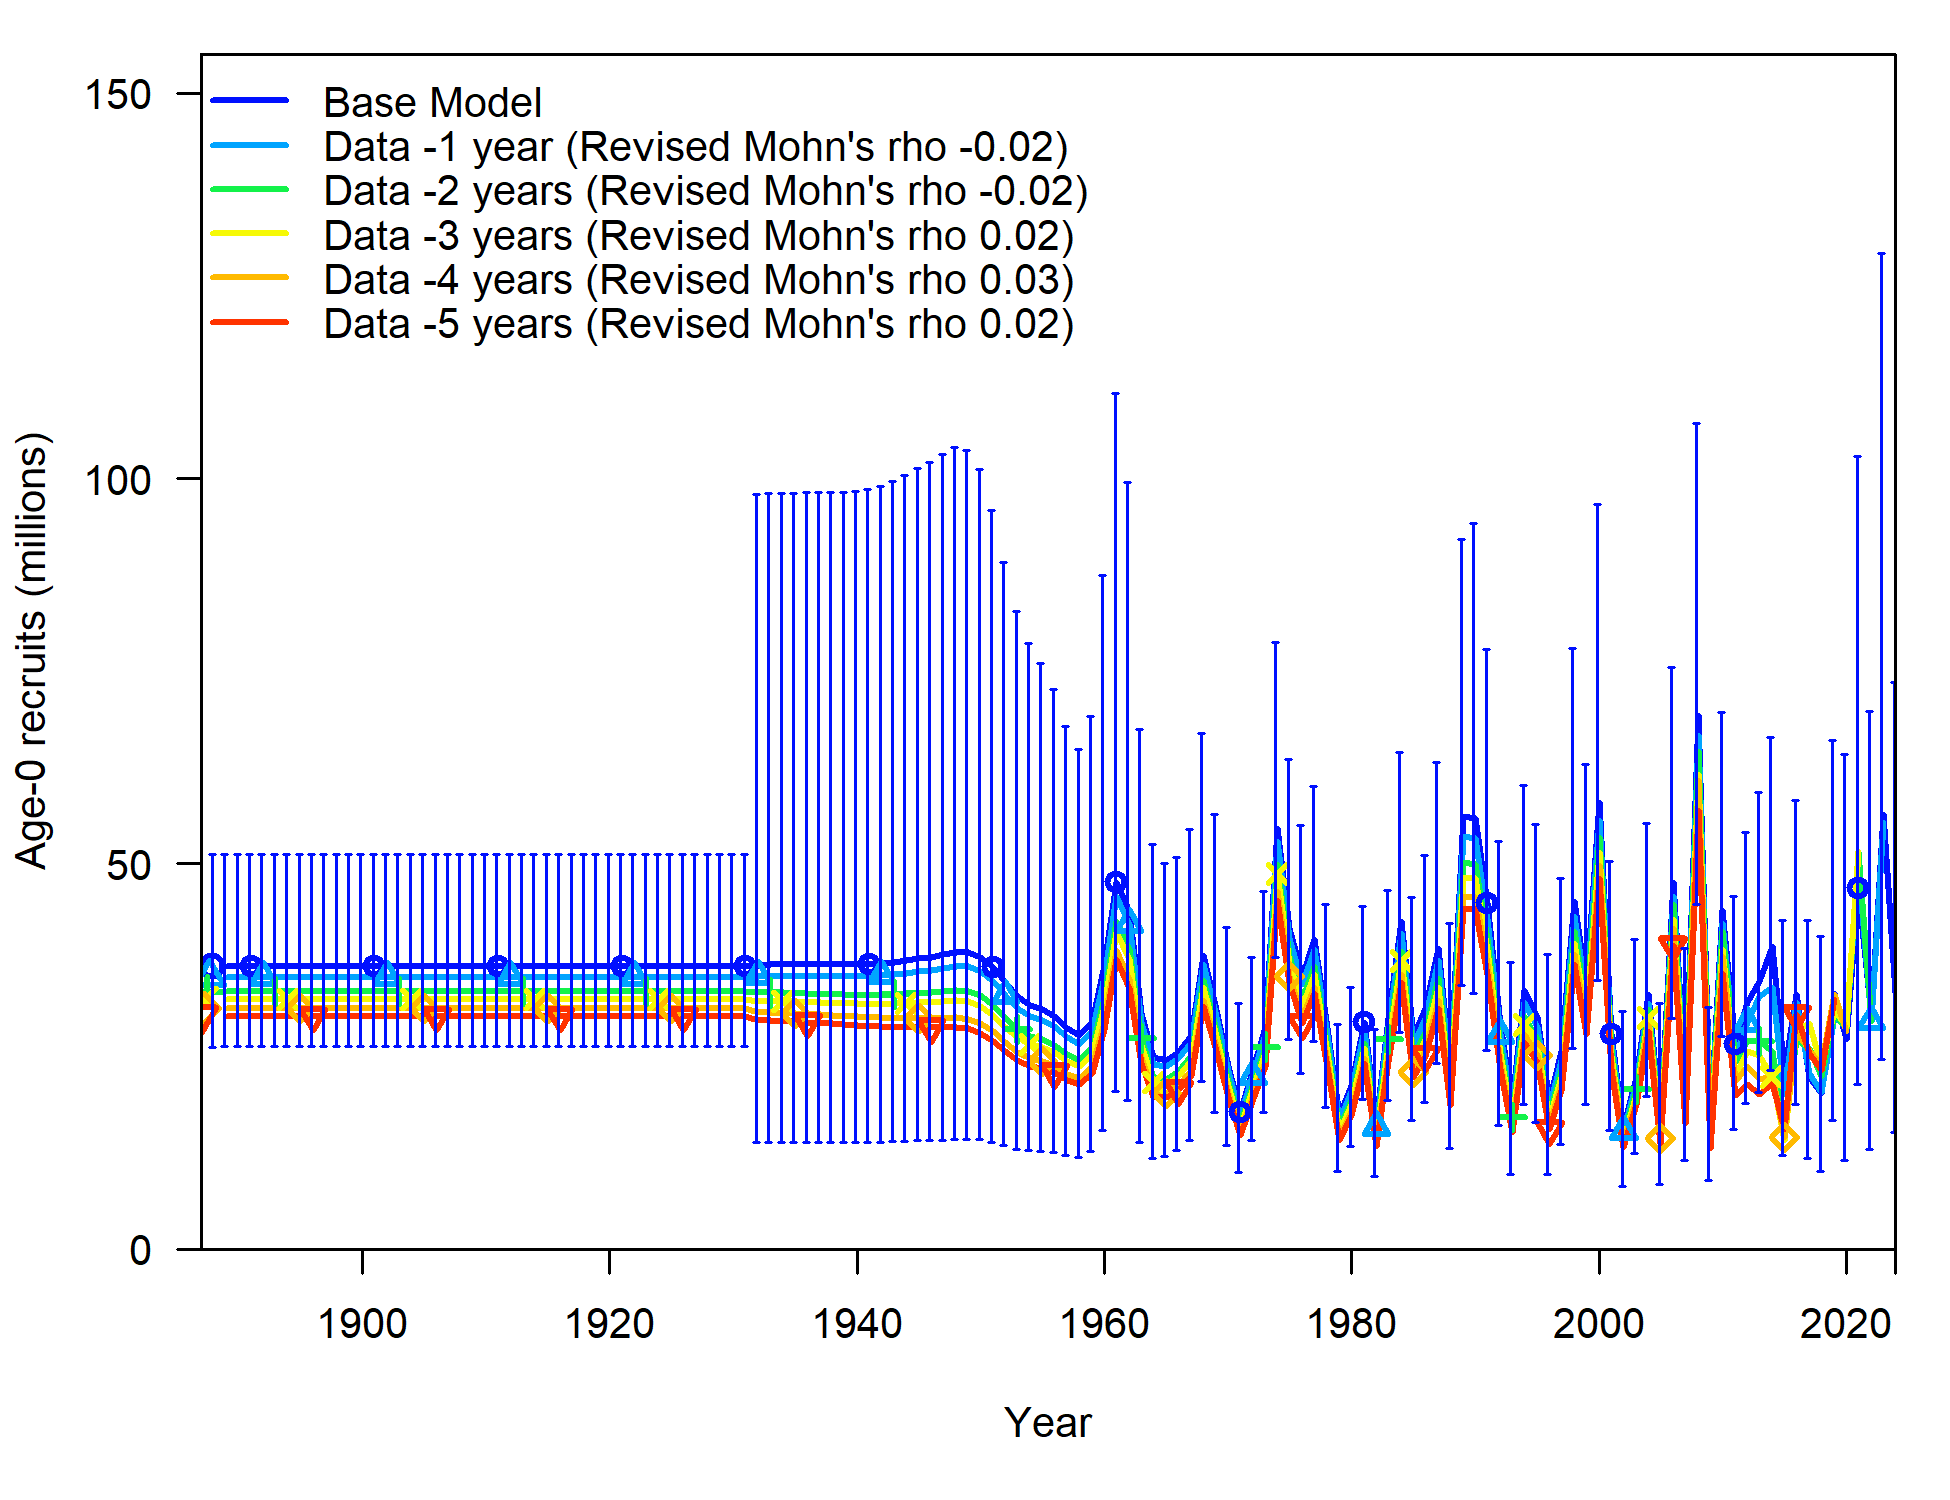 150
Base Model
Data -1 year (Revised Mohn's rho -0.02)
Data -2 years (Revised Mohn's rho -0.02)
Data -3 years (Revised Mohn's rho 0.02)
Data -4 years (Revised Mohn's rho 0.03)
Data -5 years (Revised Mohn's rho 0.02)
100
Age-0 recruits (millions)
50
0
1900 1920 1940 1960 1980 2000 2020
Year